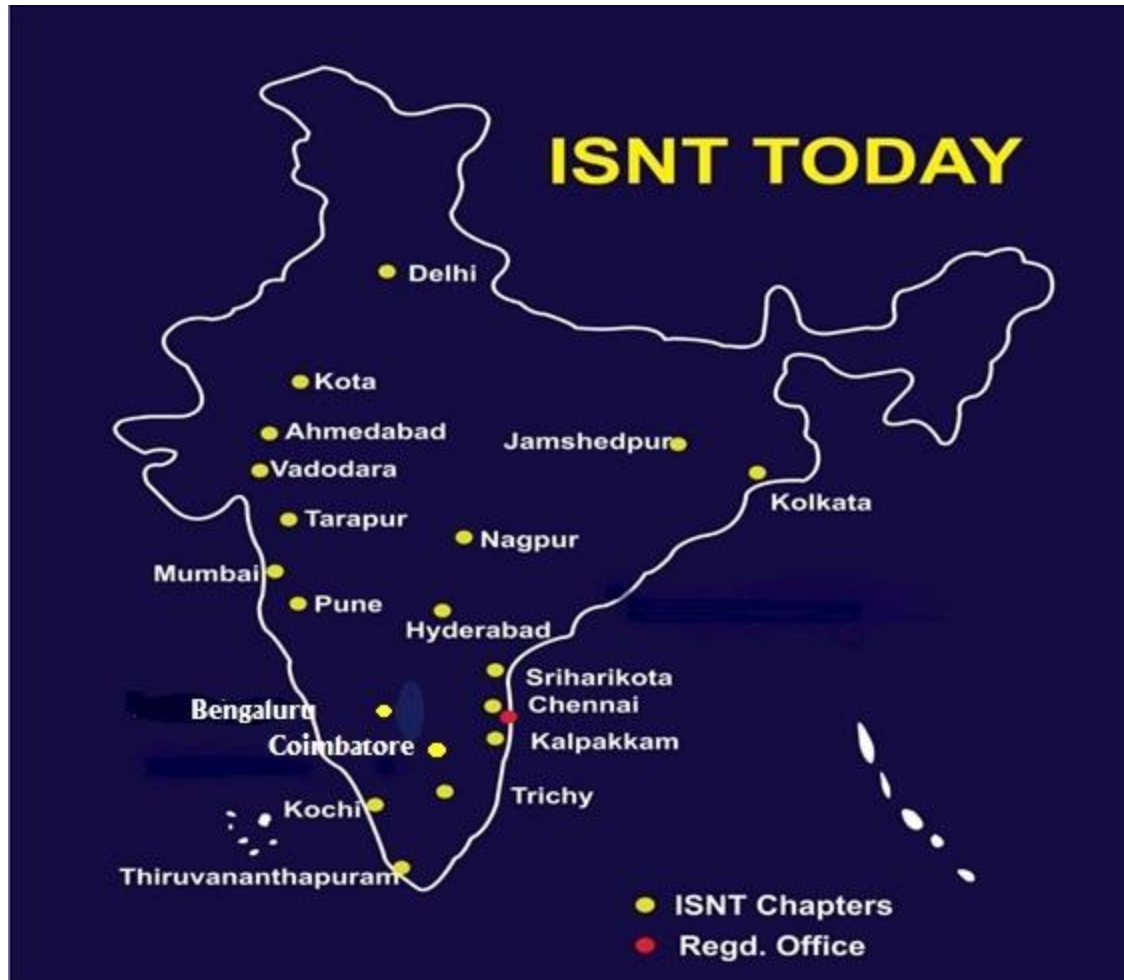 ISNT TODAY
Delhi
Kota
Ahmedabad
Jamshedpur
Vadodara
Kolkata
Tarapur
Nagpur
Mumbai
Pune
Hyderabad
Sriharikota
Chennai
Bengaluru
Kalpakkam
Coimbatore
Trichy
Kochi
Thiruvananthapuram
ISNT Chapters
Regd. Office